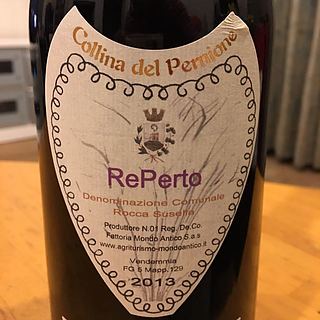 Collina del Pernione
RePerto
Denominazione Comunale
Rocca Susella
Produttore N.01 Reg. De.Co.
Fattoria Mondo Antico S.a.s
www.agriturismo-mondoantico.it
Vendemmia
FG 5 Mapp. 129
2013